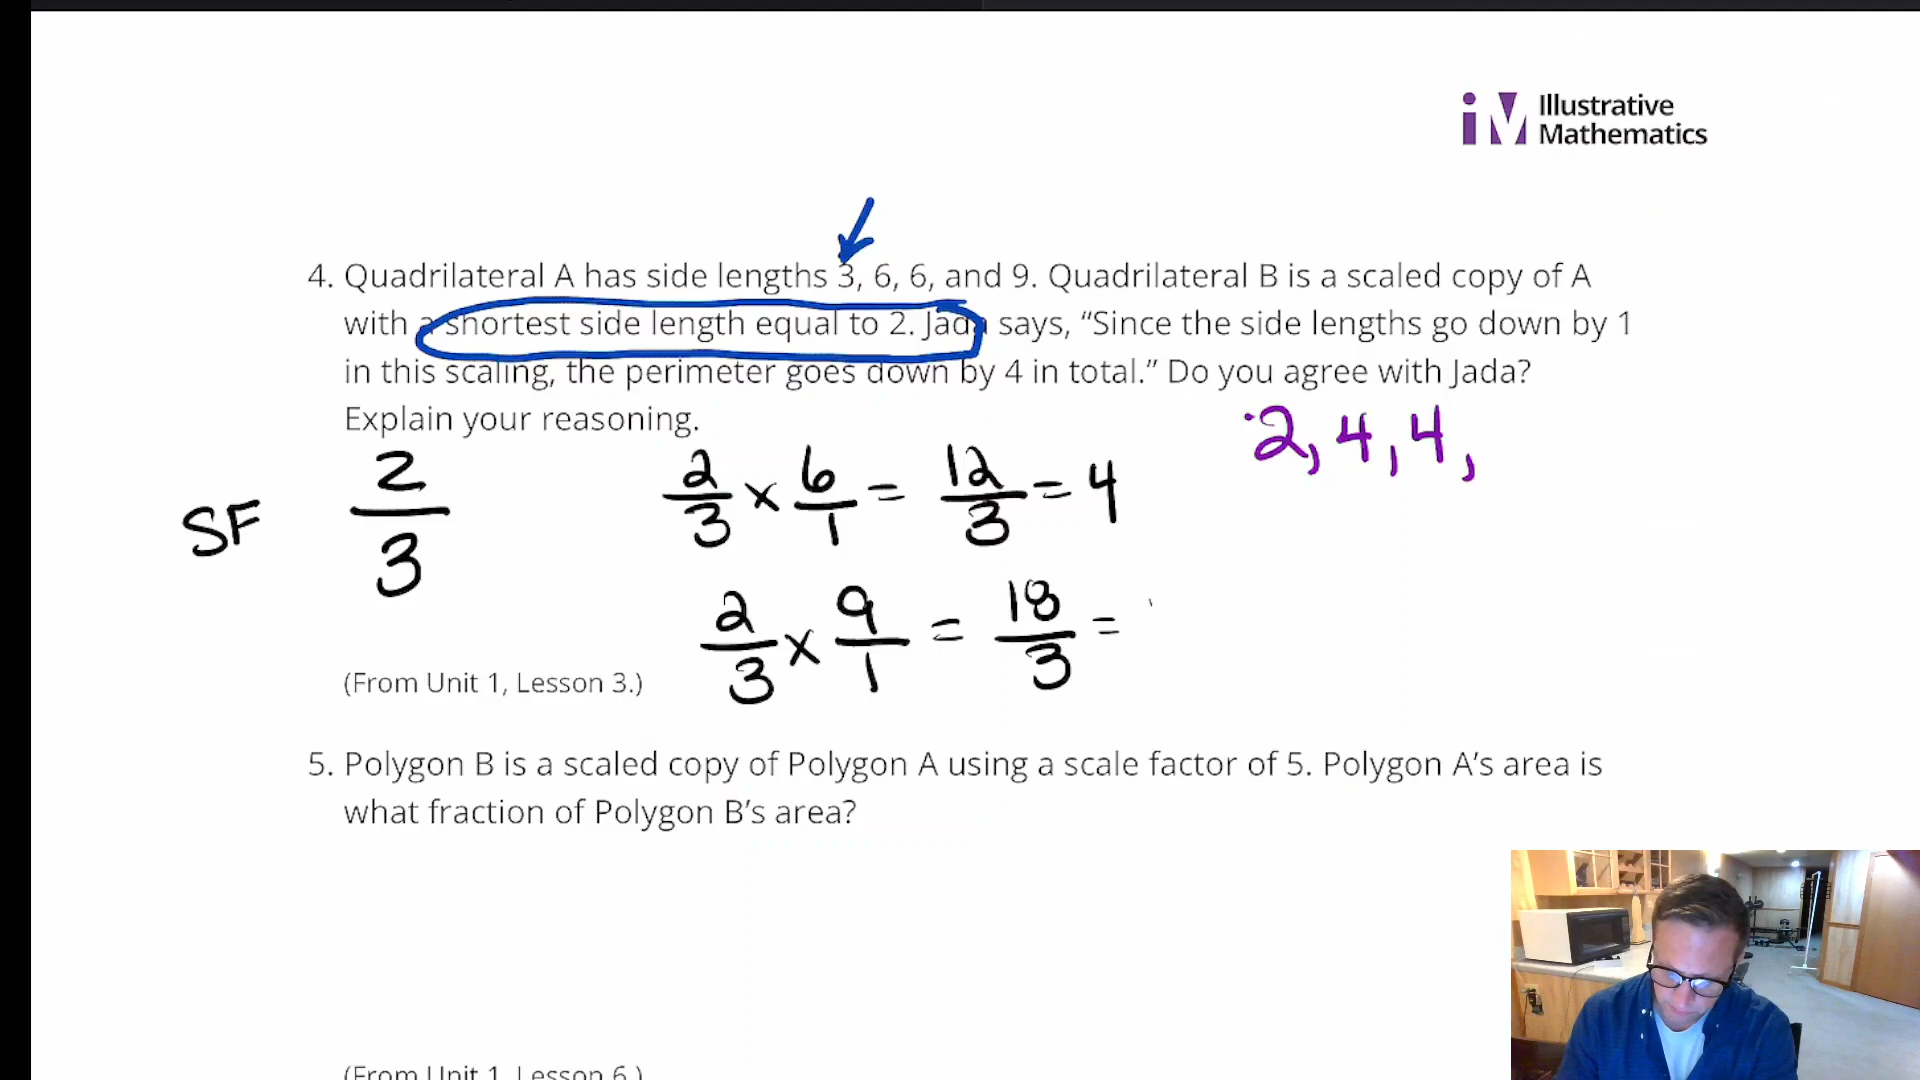 Illustrative
Mathematics
4. Quadrilateral A has side lengths 3, 6, 6, and 9. Quadrilateral B is a scaled copy of A
with a shortest side length equal to 2. Jada says, “Since the side lengths go down by 1
in this scaling, the perimeter goes down by 4 in total.” Do you agree with Jada?
Explain your reasoning.
2, 4, 4,
SF 2/3
2/3 x 6/1 = 12/3 = 4
2/3 x 9/1 = 18/3 =
(From Unit 1, Lesson 3.)
5. Polygon B is a scaled copy of Polygon A using a scale factor of 5. Polygon A’s area is
what fraction of Polygon B’s area?
(From Unit 1, Lesson 6.)